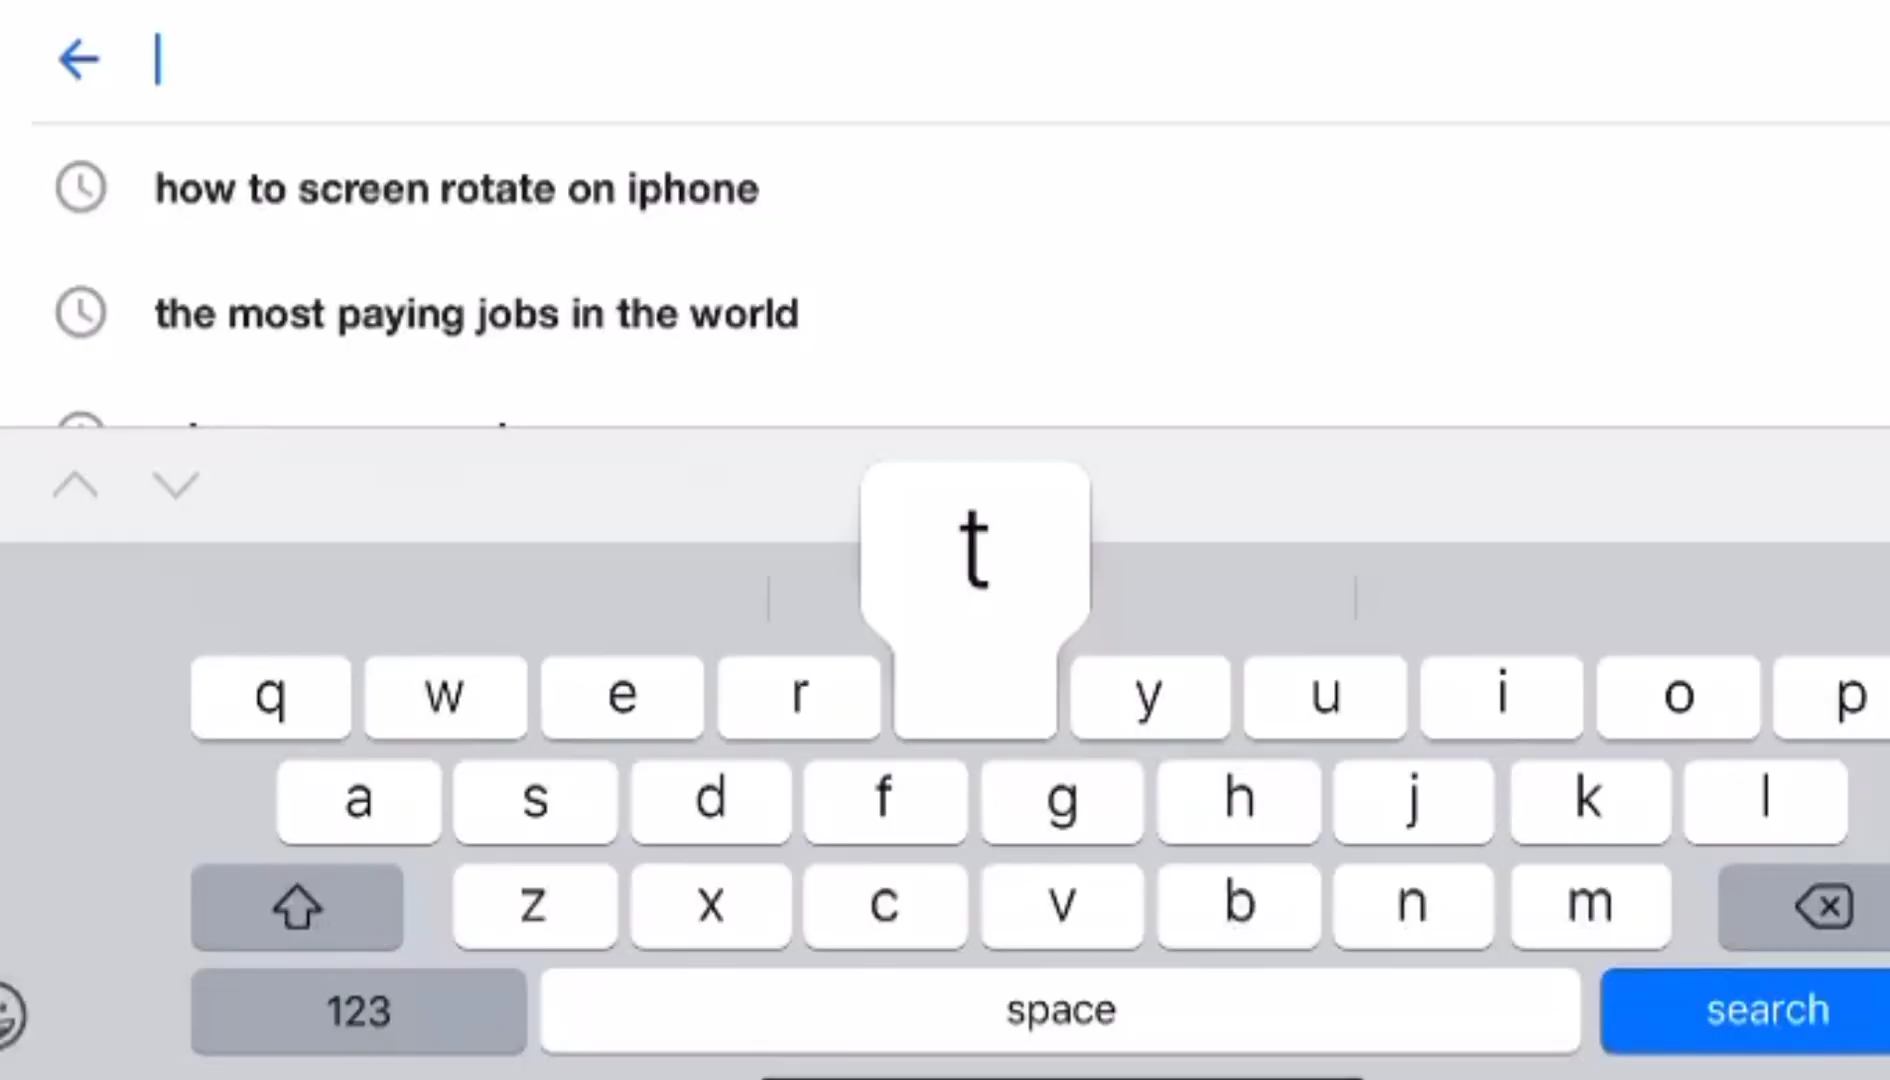 how to screen rotate on iphone
the most paying jobs in the world
t
q w e r y u i o p
a s d f g h j k l
z x c v b n m
123 space search